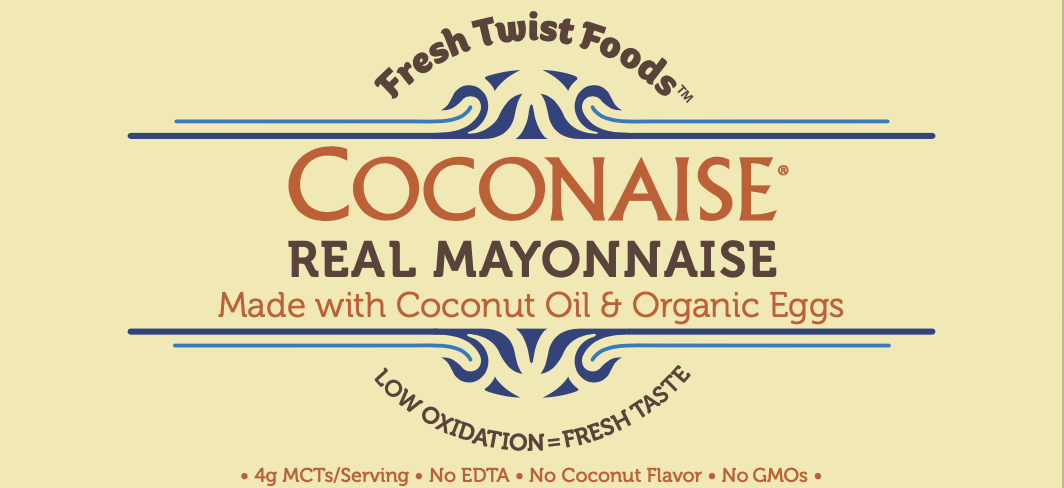 Fresh Twist Foods™
COCONAISE®
REAL MAYONNAISE
Made with Coconut Oil & Organic Eggs
LOW OXIDATION=FRESH TASTE
• 4g MCTs/Serving • No EDTA • No Coconut Flavor • No GMOs •